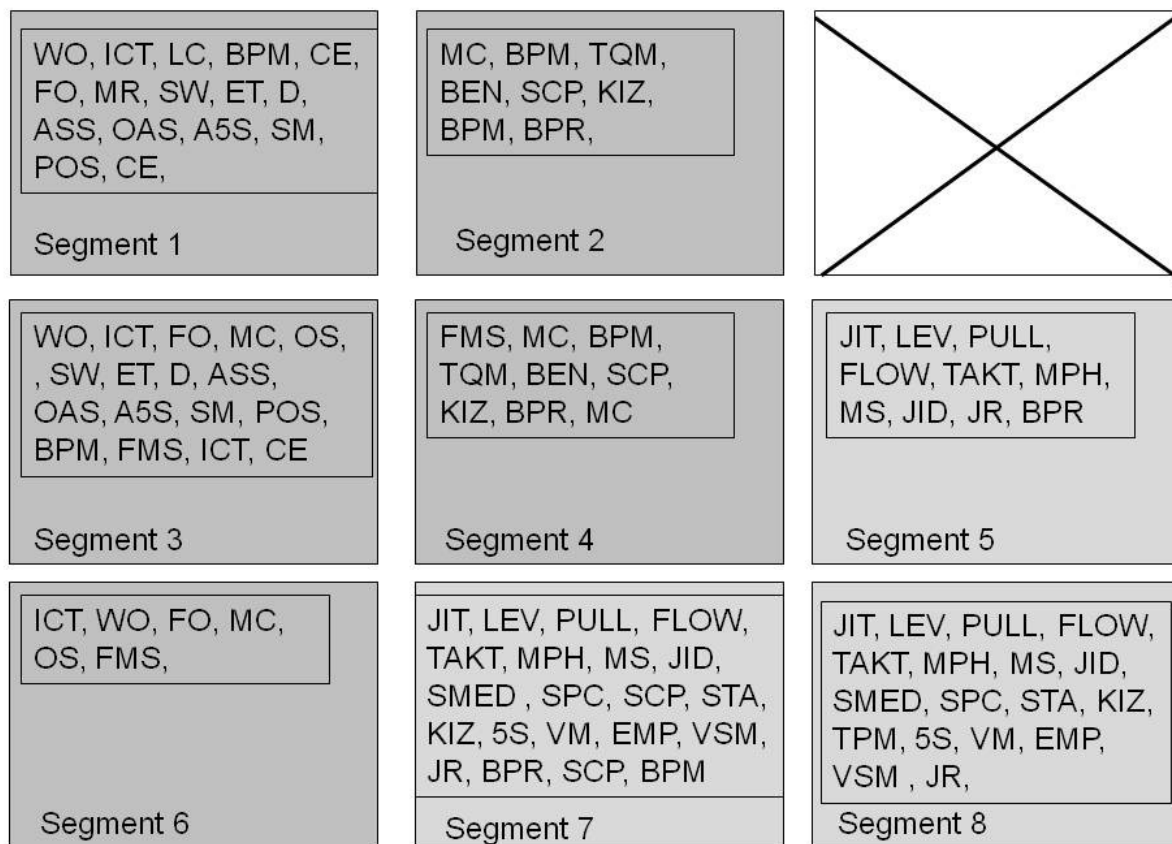 WO, ICT, LC, BPM, CE,
FO, MR, SW, ET, D,
ASS, OAS, A5S, SM,
POS, CE,
Segment 1
MC, BPM, TQM,
BEN, SCP, KIZ,
BPM, BPR,
Segment 2
WO, ICT, FO, MC, OS,
, SW, ET, D, ASS,
OAS, A5S, SM, POS,
BPM, FMS, ICT, CE
Segment 3
FMS, MC, BPM,
TQM, BEN, SCP,
KIZ, BPR, MC
Segment 4
JIT, LEV, PULL,
FLOW, TAKT, MPH,
MS, JID, JR, BPR
Segment 5
ICT, WO, FO, MC,
OS, FMS,
Segment 6
JIT, LEV, PULL, FLOW,
TAKT, MPH, MS, JID,
SMED , SPC, SCP, STA,
KIZ, 5S, VM, EMP, VSM,
JR, BPR, SCP, BPM
Segment 7
JIT, LEV, PULL, FLOW,
TAKT, MPH, MS, JID,
SMED, SPC, STA, KIZ,
TPM, 5S, VM, EMP,
VSM , JR,
Segment 8